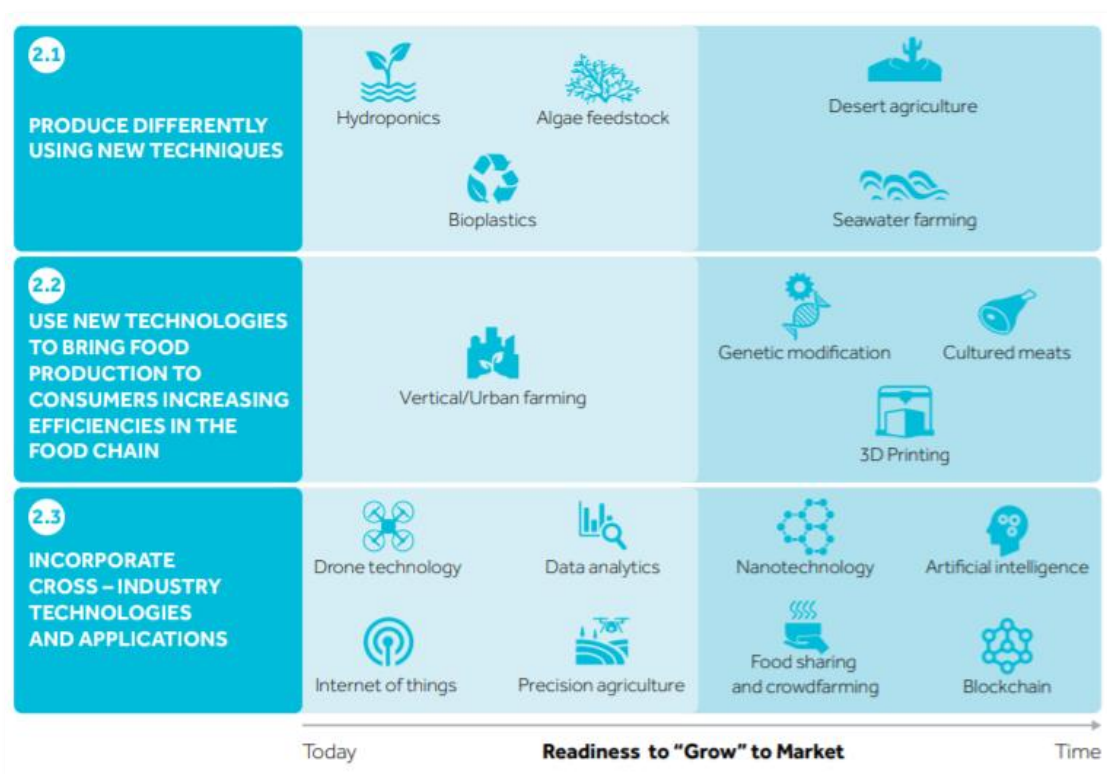 2.1
PRODUCE DIFFERENTLY
USING NEW TECHNIQUES
Hydroponics
Algae feedstock
Bioplastics
Desert agriculture
Seawater farming
2.2
USE NEW TECHNOLOGIES
TO BRING FOOD
PRODUCTION TO
CONSUMERS INCREASING
EFFICIENCIES IN THE
FOOD CHAIN
Vertical/Urban farming
Genetic modification
Cultured meats
3D Printing
2.3
INCORPORATE
CROSS – INDUSTRY
TECHNOLOGIES
AND APPLICATIONS
Drone technology
Data analytics
Internet of things
Precision agriculture
Nanotechnology
Artificial intelligence
Food sharing
and crowdfarming
Blockchain
Today
Readiness to “Grow” to Market
Time